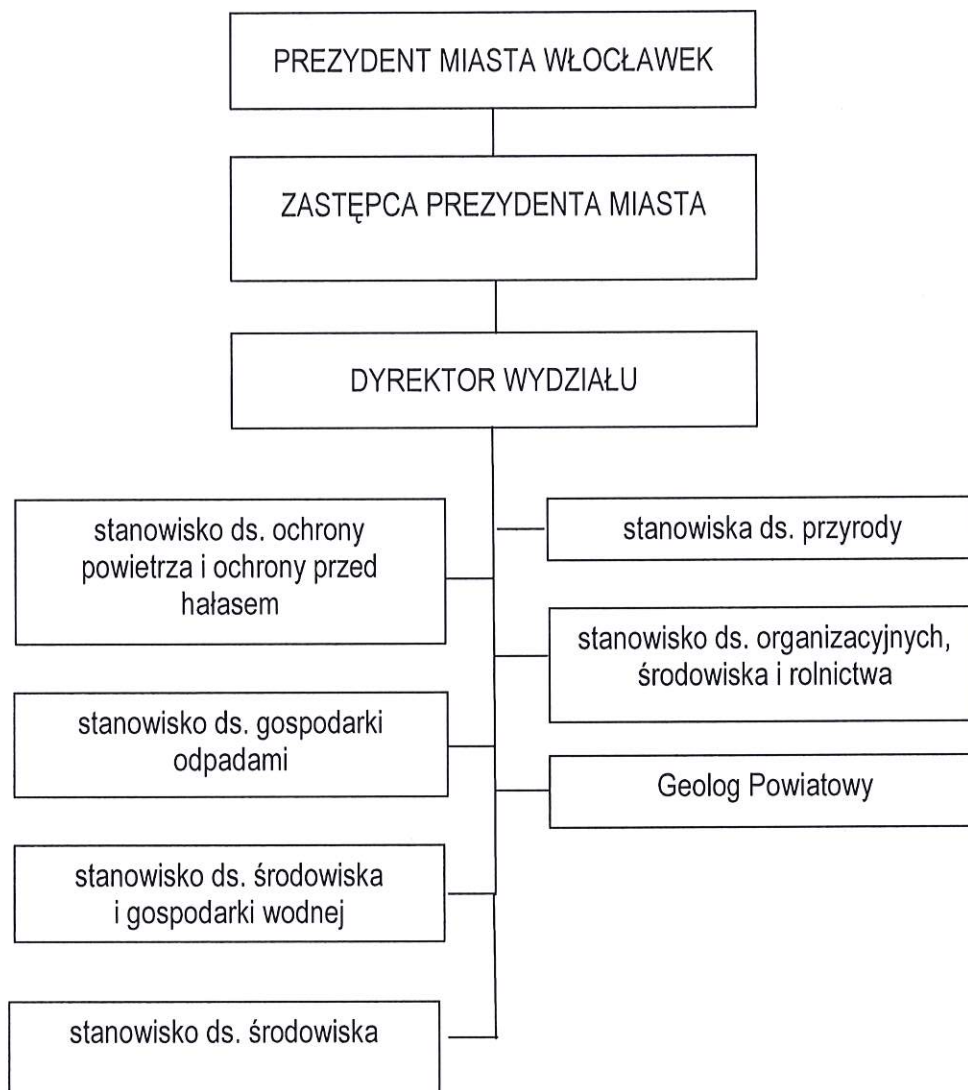 PREZYDENT MIASTA WŁOCŁAWEK
ZASTĘPCA PREZYDENTA MIASTA
DYREKTOR WYDZIAŁU
stanowisko ds. ochrony
powietrza i ochrony przed
hałasem
stanowisko ds. gospodarki
odpadami
stanowisko ds. środowiska
i gospodarki wodnej
stanowisko ds. środowiska
stanowiska ds. przyrody
stanowisko ds. organizacyjnych,
środowiska i rolnictwa
Geolog Powiatowy